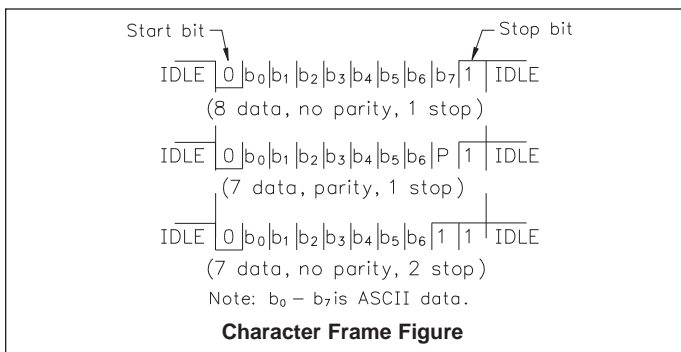 Start bit Stop bit
IDLE 0 b₀ b₁ b₂ b₃ b₄ b₅ b₆ b₇ 1 IDLE
(8 data, no parity, 1 stop)
IDLE 0 b₀ b₁ b₂ b₃ b₄ b₅ b₆ P 1 IDLE
(7 data, parity, 1 stop)
IDLE 0 b₀ b₁ b₂ b₃ b₄ b₅ b₆ 1 1 IDLE
(7 data, no parity, 2 stop)
Note: b₀ – b₇ is ASCII data.
Character Frame Figure